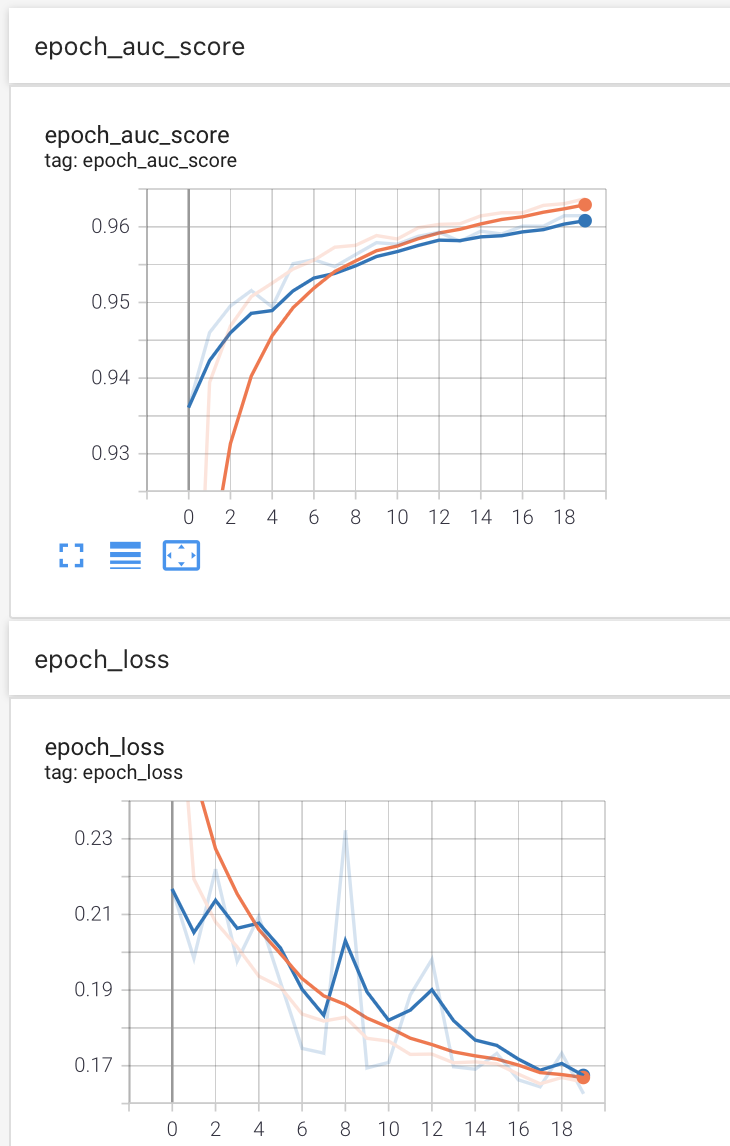 epoch_auc_score
epoch_auc_score
tag: epoch_auc_score
0.96
0.95
0.94
0.93
0 2 4 6 8 10 12 14 16 18
epoch_loss
epoch_loss
tag: epoch_loss
0.23
0.21
0.19
0.17
0 2 4 6 8 10 12 14 16 18